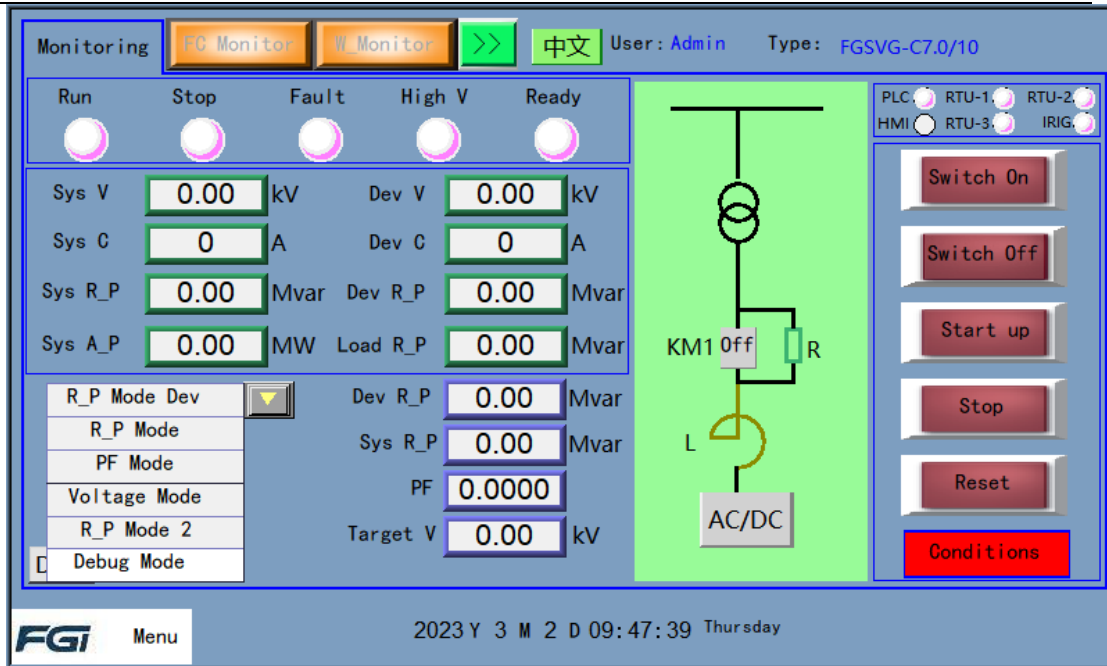 Monitoring FC Monitor W_Monitor >> 中文 User: Admin Type: FGSVG-C7.0/10
Run Stop Fault High V Ready
PLC RTU-1 RTU-2
HMI RTU-3 IRIG
Sys V 0.00 kV Dev V 0.00 kV
Sys C 0 A Dev C 0 A
Sys R_P 0.00 Mvar Dev R_P 0.00 Mvar
Sys A_P 0.00 MW Load R_P 0.00 Mvar
R_P Mode Dev Dev R_P 0.00 Mvar
R_P Mode Sys R_P 0.00 Mvar
PF Mode PF 0.0000
Voltage Mode
R_P Mode 2 Target V 0.00 kV
D Debug Mode
KM1 Off R
L
AC/DC
Switch On
Switch Off
Start up
Stop
Reset
Conditions
FGI Menu 2023 Y 3 M 2 D 09:47:39 Thursday